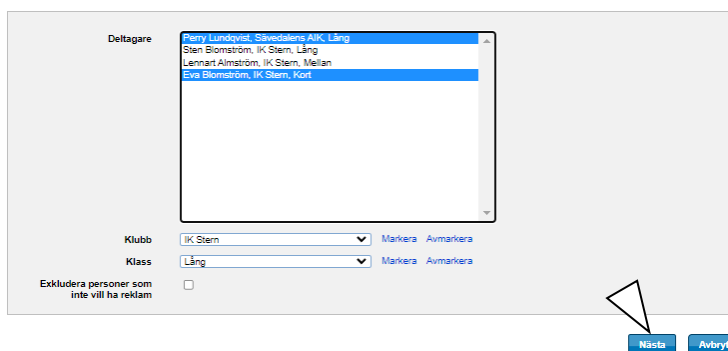 Deltagare
Perry Lundqvist, Sävedalens AIK, Lång
Sten Blomström, IK Stern, Lång
Lennart Almström, IK Stern, Mellan
Eva Blomström, IK Stern, Kort
Klubb IK Stern Markera Avmarkera
Klass Lång Markera Avmarkera
Exkludera personer som
inte vill ha reklam
Nästa Avbryt